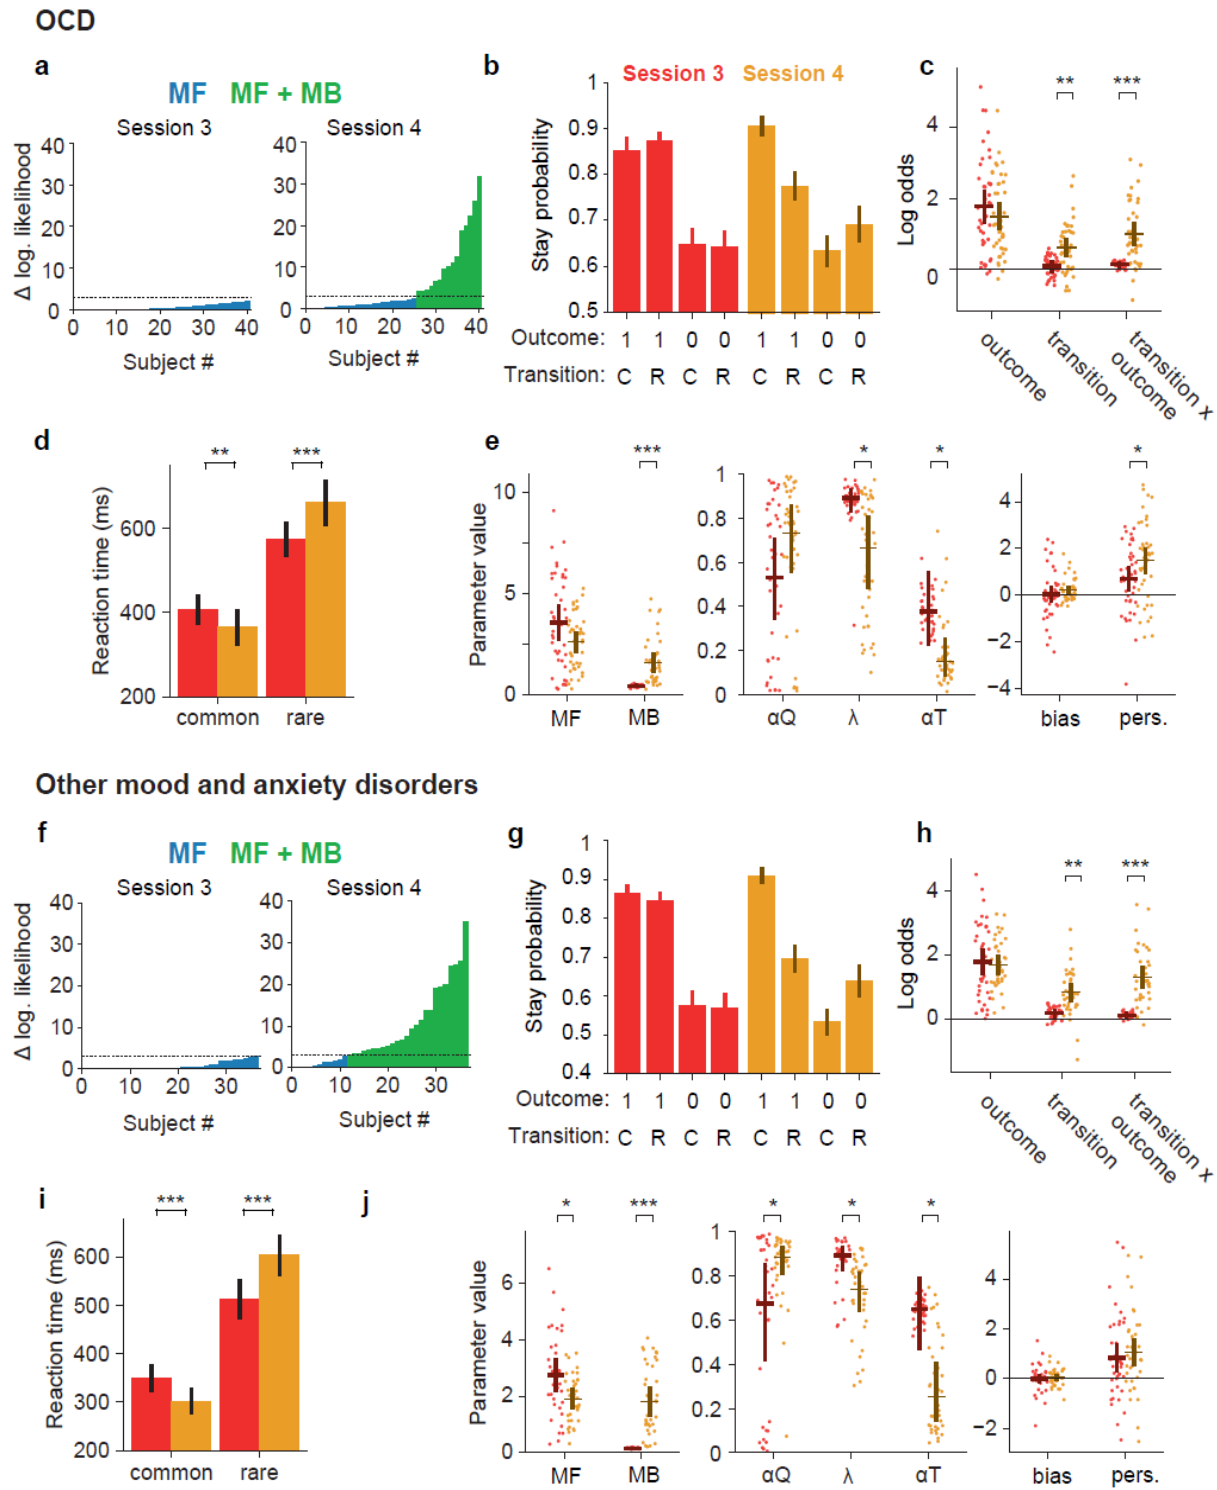 OCD
a
MF MF + MB
Session 3 Session 4
Δ log. likelihood
40 30 20 10 0
0 10 20 30 40
Subject #
40 30 20 10 0
0 10 20 30 40
Subject #
b
Session 3 Session 4
Stay probability
1 0.9 0.8 0.7 0.6 0.5
Outcome: 1 1 0 0 1 1 0 0
Transition: C R C R C R C R
c
** ***
Log odds
4 2 0
outcome
transition
transition x
outcome
d
** ***
Reaction time (ms)
600 400 200
common rare
e
*** * * *
Parameter value
10 5 0
MF MB
1 0.8 0.6 0.4 0.2 0
αQ λ αT
4 2 0 −2 −4
bias pers.
Other mood and anxiety disorders
f
MF MF + MB
Session 3 Session 4
Δ log. likelihood
40 30 20 10 0
0 10 20 30
Subject #
40 30 20 10 0
0 10 20 30
Subject #
g
Stay probability
1 0.9 0.8 0.7 0.6 0.5 0.4
Outcome: 1 1 0 0 1 1 0 0
Transition: C R C R C R C R
h
** ***
Log odds
4 2 0
outcome
transition
transition x
outcome
i
*** ***
Reaction time (ms)
600 500 400 300 200
common rare
j
* *** * * *
Parameter value
6 4 2 0
MF MB
1 0.8 0.6 0.4 0.2 0
αQ λ αT
4 2 0 −2
bias pers.